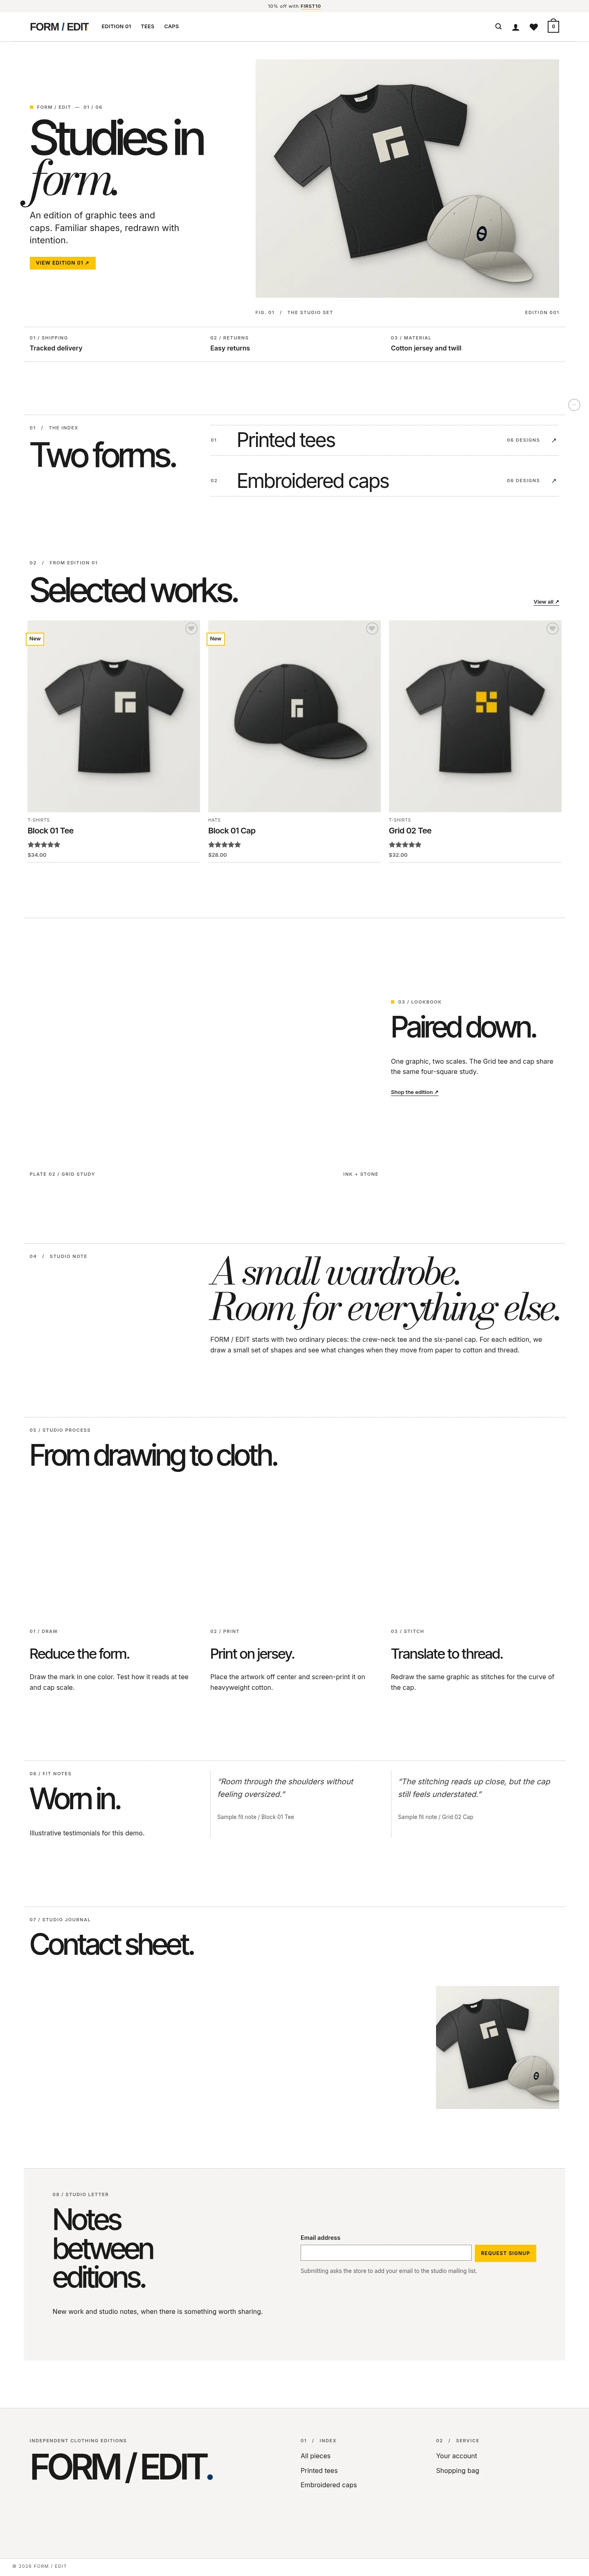 10% off with FIRST10
FORM / EDIT
EDITION 01
TEES
CAPS
0
FORM / EDIT — 01 / 06
Studies in
form.
An edition of graphic tees and
caps. Familiar shapes, redrawn with
intention.
VIEW EDITION 01 ↗
FIG. 01 / THE STUDIO SET
EDITION 001
01 / SHIPPING
Tracked delivery
02 / RETURNS
Easy returns
03 / MATERIAL
Cotton jersey and twill
01 / THE INDEX
Two forms.
01
Printed tees
06 DESIGNS ↗
02
Embroidered caps
06 DESIGNS ↗
02 / FROM EDITION 01
Selected works.
View all ↗
New
New
T-SHIRTS
Block 01 Tee
$34.00
HATS
Block 01 Cap
$28.00
T-SHIRTS
Grid 02 Tee
$32.00
03 / LOOKBOOK
Paired down.
One graphic, two scales. The Grid tee and cap share
the same four-square study.
Shop the edition ↗
PLATE 02 / GRID STUDY
INK + STONE
04 / STUDIO NOTE
A small wardrobe.
Room for everything else.
FORM / EDIT starts with two ordinary pieces: the crew-neck tee and the six-panel cap. For each edition, we
draw a small set of shapes and see what changes when they move from paper to cotton and thread.
05 / STUDIO PROCESS
From drawing to cloth.
01 / DRAW
Reduce the form.
Draw the mark in one color. Test how it reads at tee
and cap scale.
02 / PRINT
Print on jersey.
Place the artwork off center and screen-print it on
heavyweight cotton.
03 / STITCH
Translate to thread.
Redraw the same graphic as stitches for the curve of
the cap.
06 / FIT NOTES
Worn in.
Illustrative testimonials for this demo.
“Room through the shoulders without
feeling oversized.”
Sample fit note / Block 01 Tee
“The stitching reads up close, but the cap
still feels understated.”
Sample fit note / Grid 02 Cap
07 / STUDIO JOURNAL
Contact sheet.
08 / STUDIO LETTER
Notes
between
editions.
New work and studio notes, when there is something worth sharing.
Email address
REQUEST SIGNUP
Submitting asks the store to add your email to the studio mailing list.
INDEPENDENT CLOTHING EDITIONS
FORM / EDIT.
01 / INDEX
All pieces
Printed tees
Embroidered caps
02 / SERVICE
Your account
Shopping bag
© 2026 FORM / EDIT